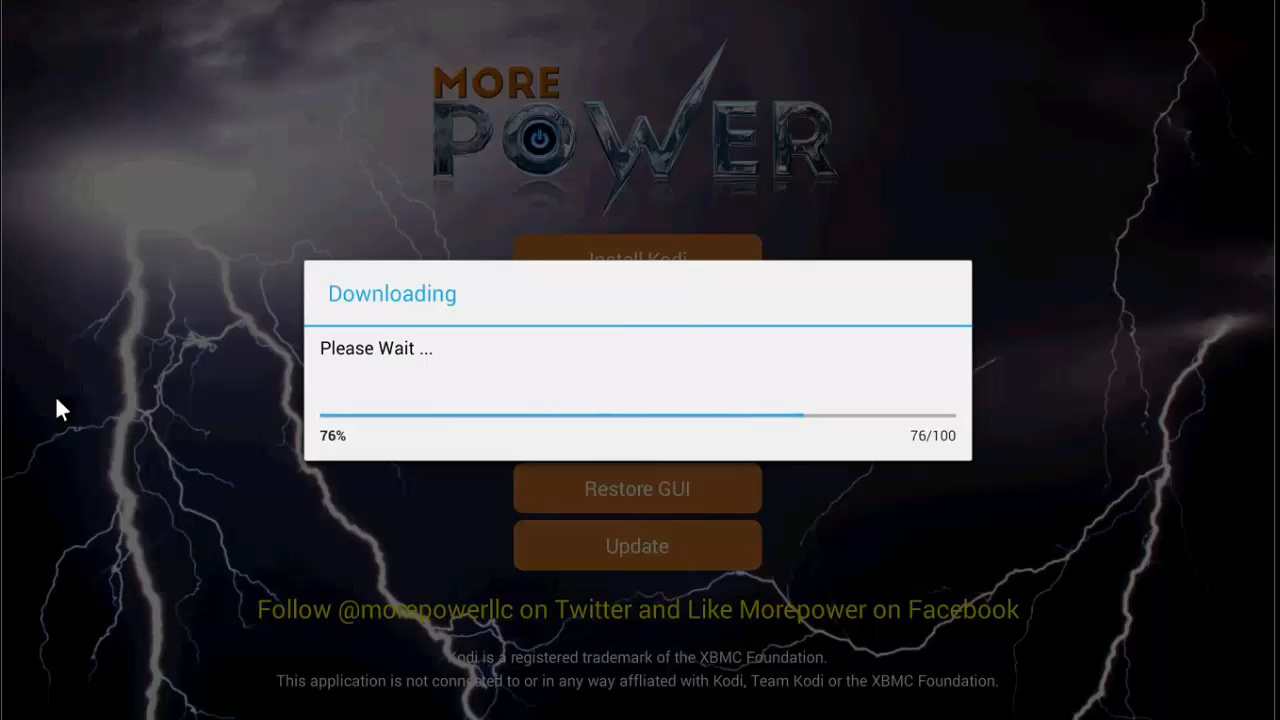 MORE
POWER
Install Kodi
Downloading
Please Wait ...
76% 76/100
Restore GUI
Update
Follow @morepowerllc on Twitter and Like Morepower on Facebook
Kodi is a registered trademark of the XBMC Foundation.
This application is not connected to or in any way affliated with Kodi, Team Kodi or the XBMC Foundation.